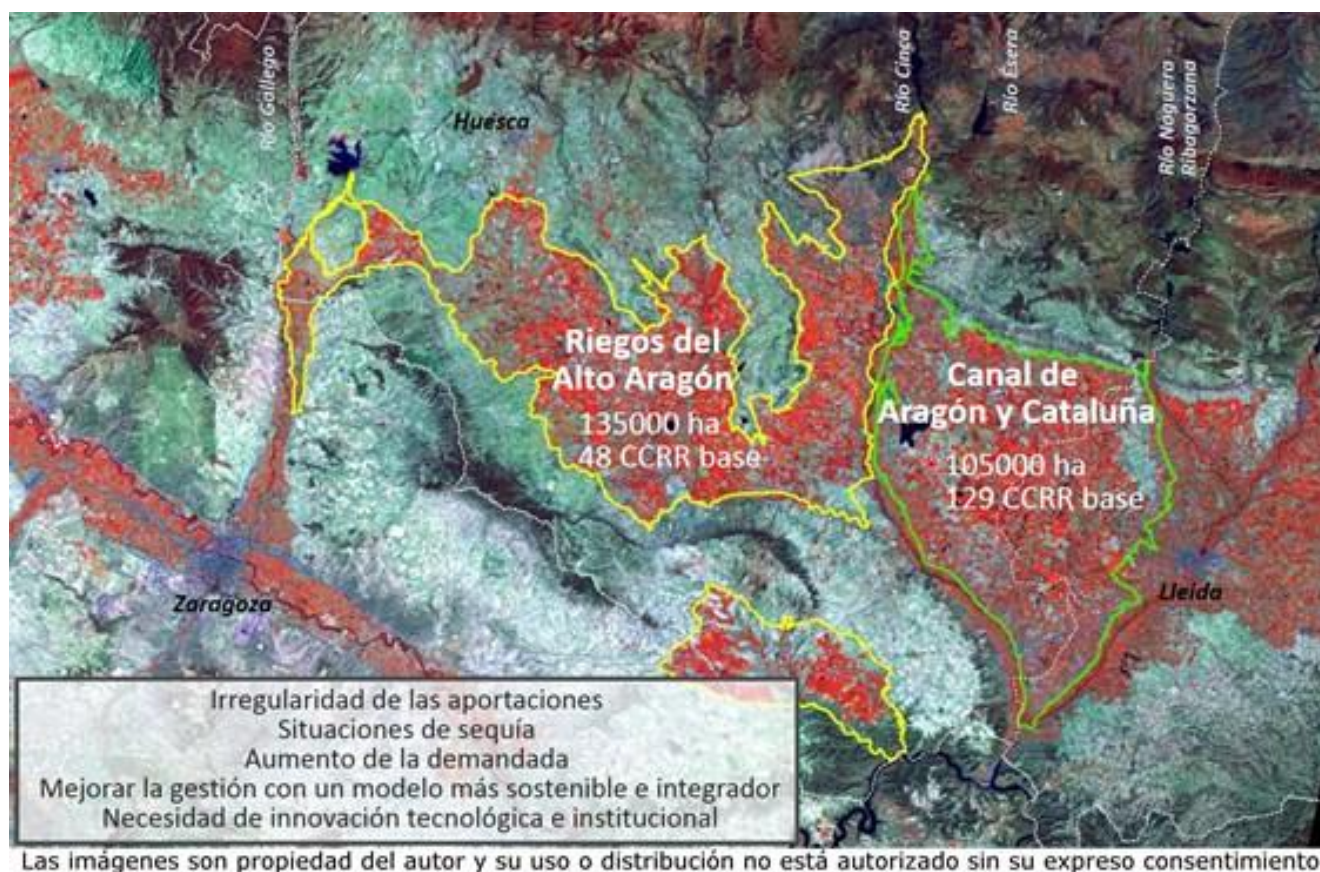 Río Gallego
Huesca
Río Cinca
Río Ésera
Río Noguera
Ribagorzana
Riegos del
Alto Aragón
135000 ha
48 CCRR base
Canal de
Aragón y Cataluña
105000 ha
129 CCRR base
Zaragoza
Lleida
Irregularidad de las aportaciones
Situaciones de sequía
Aumento de la demandada
Mejorar la gestión con un modelo más sostenible e integrador
Necesidad de innovación tecnológica e institucional
Las imágenes son propiedad del autor y su uso o distribución no está autorizado sin su expreso consentimiento